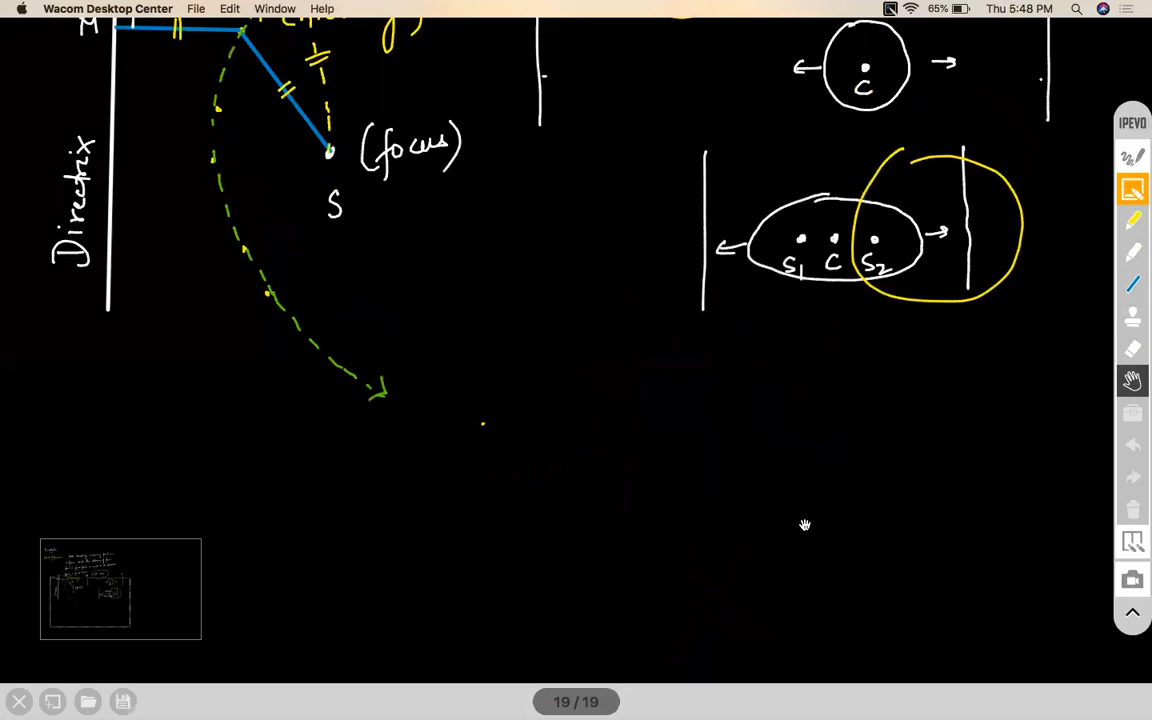 Wacom Desktop Center File Edit Window Help 65% Thu 5:48 PM
IPEVO
M
C
(focus)
S
Directrix
S1 C S2
19 / 19